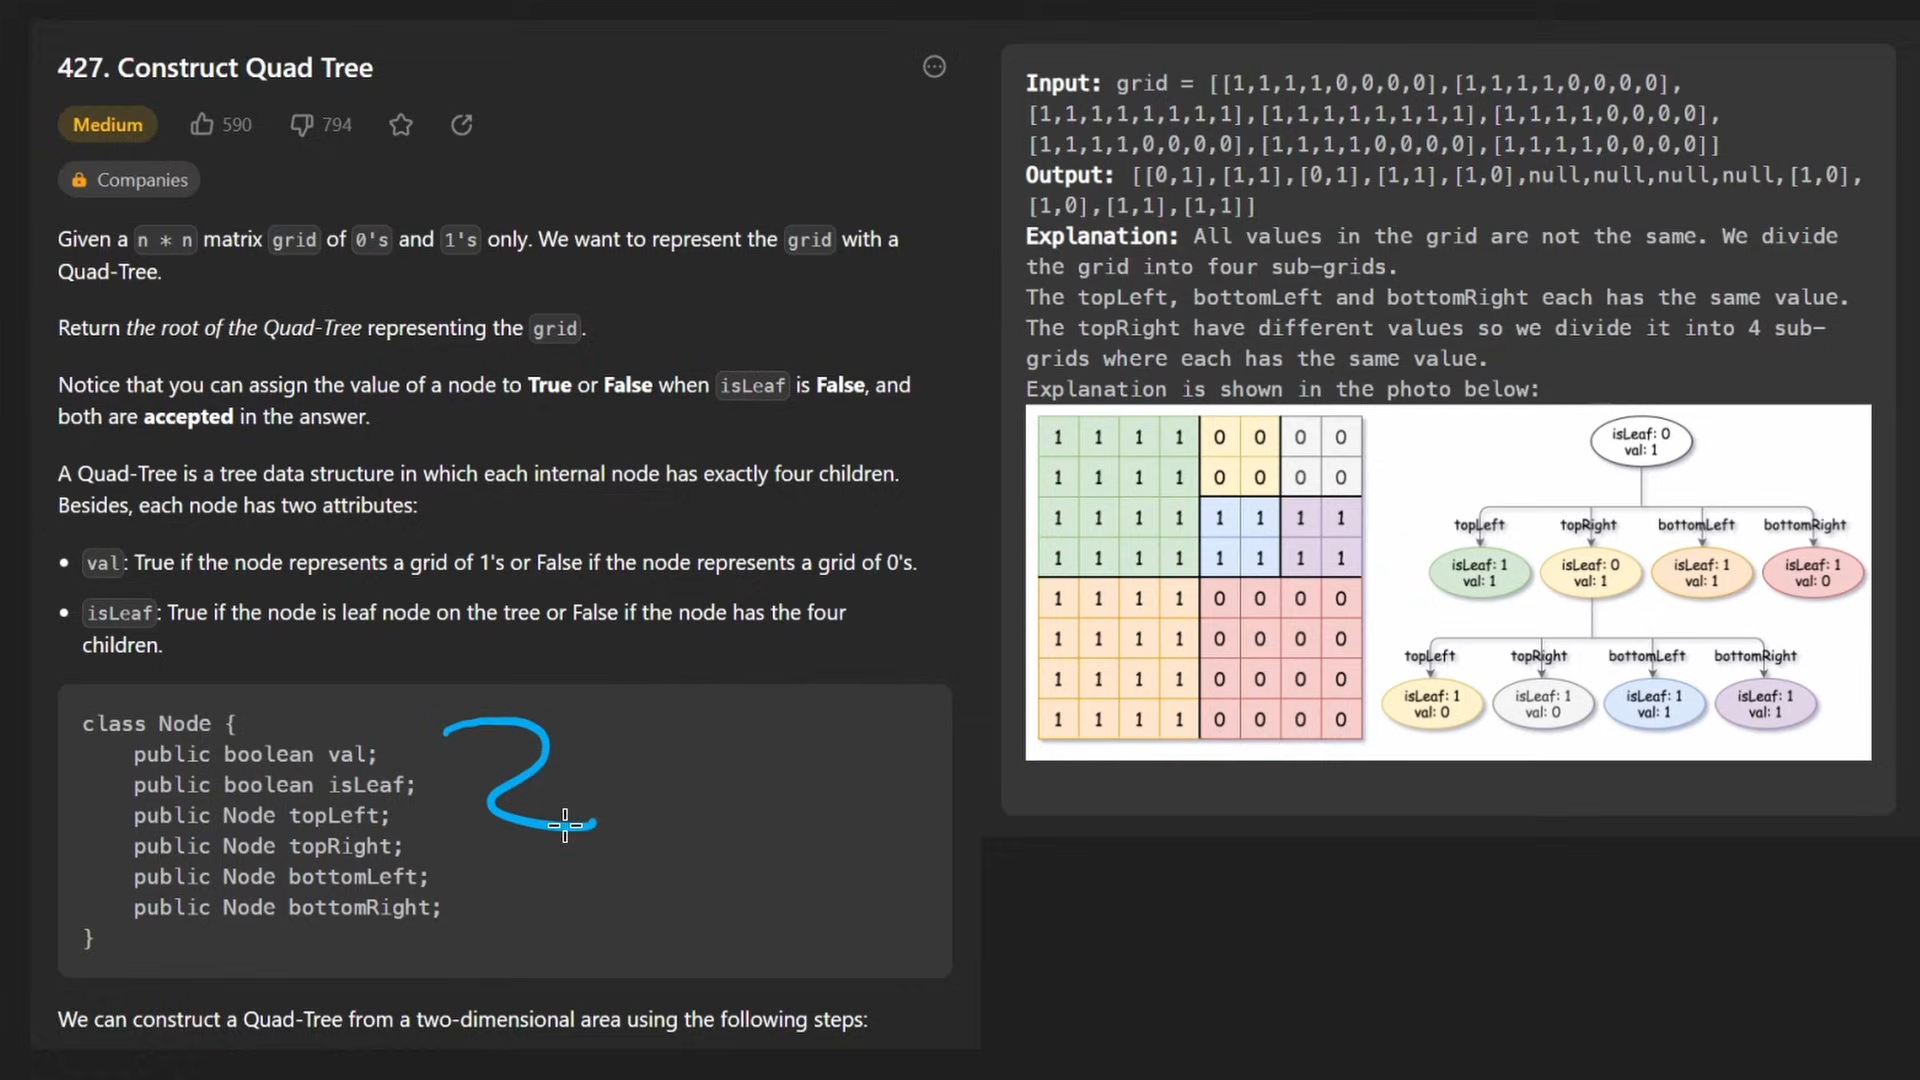 427. Construct Quad Tree
Medium 590 794
Companies
Given a n * n matrix grid of 0's and 1's only. We want to represent the grid with a
Quad-Tree.
Return the root of the Quad-Tree representing the grid.
Notice that you can assign the value of a node to True or False when isLeaf is False, and
both are accepted in the answer.
A Quad-Tree is a tree data structure in which each internal node has exactly four children.
Besides, each node has two attributes:
• val: True if the node represents a grid of 1's or False if the node represents a grid of 0's.
• isLeaf: True if the node is leaf node on the tree or False if the node has the four
children.
class Node {
public boolean val;
public boolean isLeaf;
public Node topLeft;
public Node topRight;
public Node bottomLeft;
public Node bottomRight;
}
2
We can construct a Quad-Tree from a two-dimensional area using the following steps:
Input: grid = [[1,1,1,1,0,0,0,0],[1,1,1,1,0,0,0,0],
[1,1,1,1,1,1,1,1],[1,1,1,1,1,1,1,1],[1,1,1,1,0,0,0,0],
[1,1,1,1,0,0,0,0],[1,1,1,1,0,0,0,0],[1,1,1,1,0,0,0,0]]
Output: [[0,1],[1,1],[0,1],[1,1],[1,0],null,null,null,null,[1,0],
[1,0],[1,1],[1,1]]
Explanation: All values in the grid are not the same. We divide
the grid into four sub-grids.
The topLeft, bottomLeft and bottomRight each has the same value.
The topRight have different values so we divide it into 4 sub-
grids where each has the same value.
Explanation is shown in the photo below:
1 1 1 1 0 0 0 0
1 1 1 1 0 0 0 0
1 1 1 1 1 1 1 1
1 1 1 1 1 1 1 1
1 1 1 1 0 0 0 0
1 1 1 1 0 0 0 0
1 1 1 1 0 0 0 0
1 1 1 1 0 0 0 0
isLeaf: 0
val: 1
topLeft topRight bottomLeft bottomRight
isLeaf: 1 isLeaf: 0 isLeaf: 1 isLeaf: 1
val: 1 val: 1 val: 1 val: 0
topLeft topRight bottomLeft bottomRight
isLeaf: 1 isLeaf: 1 isLeaf: 1 isLeaf: 1
val: 0 val: 0 val: 1 val: 1